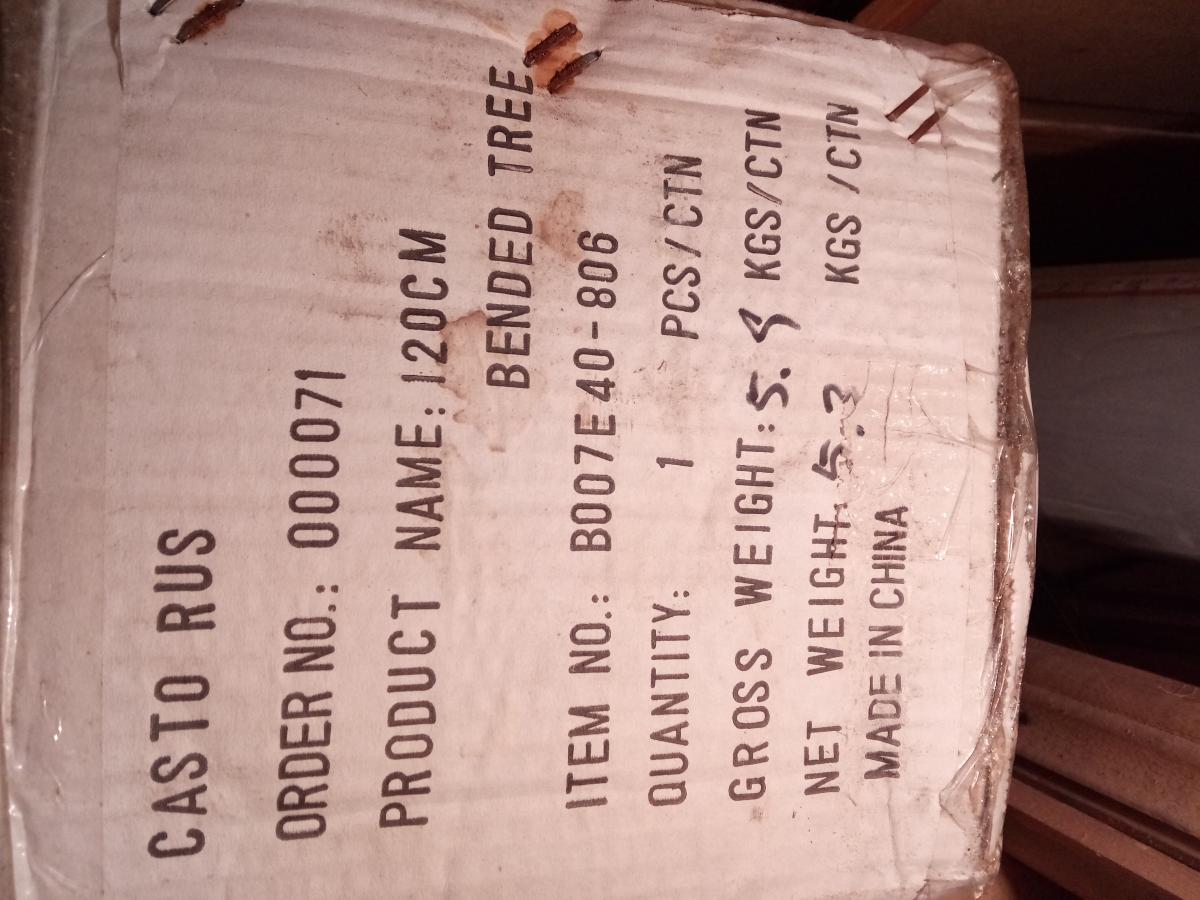 CASTO RUS
ORDER NO.: 000071
PRODUCT NAME: 120CM
BENDED TREE
ITEM NO.: B007E40-806
QUANTITY: 1 PCS/CTN
GROSS WEIGHT: 5.9 KGS/CTN
NET WEIGHT: 5.3 KGS/CTN
MADE IN CHINA